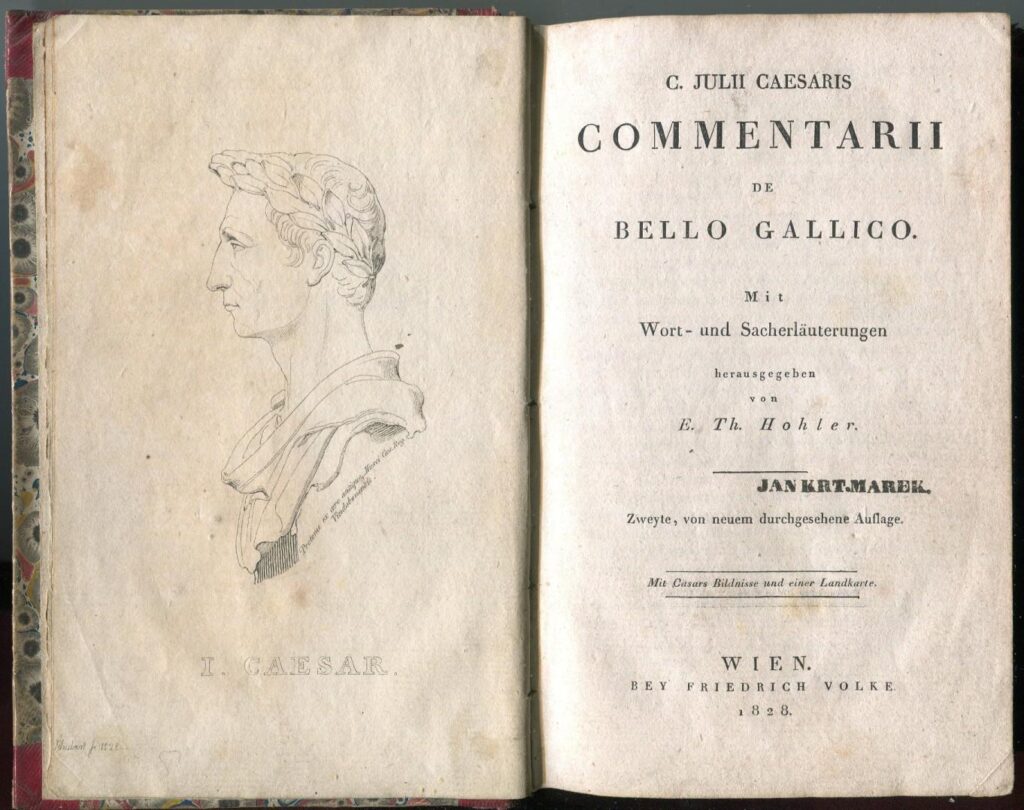 I. CAESAR.
C. JULII CAESARIS
COMMENTARII
DE
BELLO GALLICO.
Mit
Wort- und Sacherläuterungen
herausgegeben
von
E. Th. Hohler.
JAN KRT. MAREK.
Zweyte, von neuem durchgesehene Auflage.
Mit Cäsars Bildnisse und einer Landkarte.
WIEN.
BEY FRIEDRICH VOLKE.
1828.